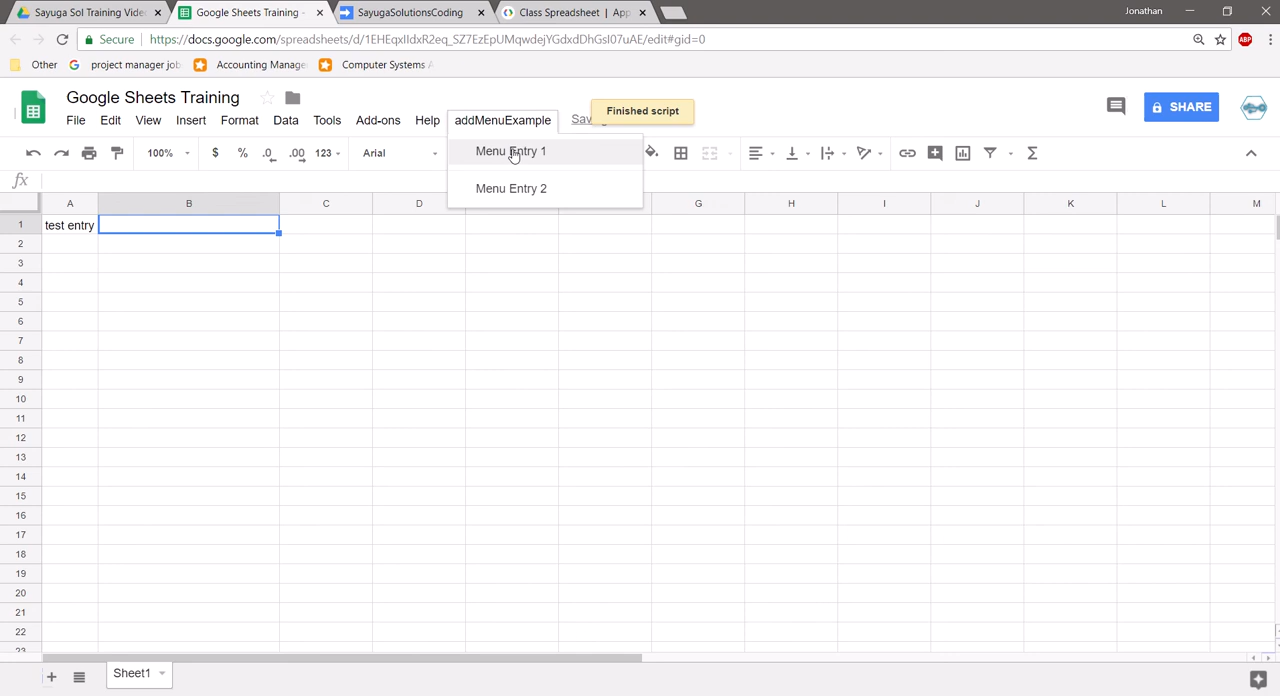 Sayuga Sol Training Vide
Google Sheets Training -
SayugaSolutionsCoding
Class Spreadsheet | App
Jonathan
Secure
https://docs.google.com/spreadsheets/d/1EHEqxIldxR2eq_SZ7EzEpUMqwdejYGdxdDhGsI07uAE/edit#gid=0
ABP
Other
project manager job
Accounting Manage
Computer Systems A
Google Sheets Training
File Edit View Insert Format Data Tools Add-ons Help addMenuExample
Finished script
SHARE
100% $ % .0 .00 123 Arial
Menu Entry 1
Menu Entry 2
fx
A B C D G H I J K L M
1 test entry
2
3
4
5
6
7
8
9
10
11
12
13
14
15
16
17
18
19
20
21
22
23
Sheet1